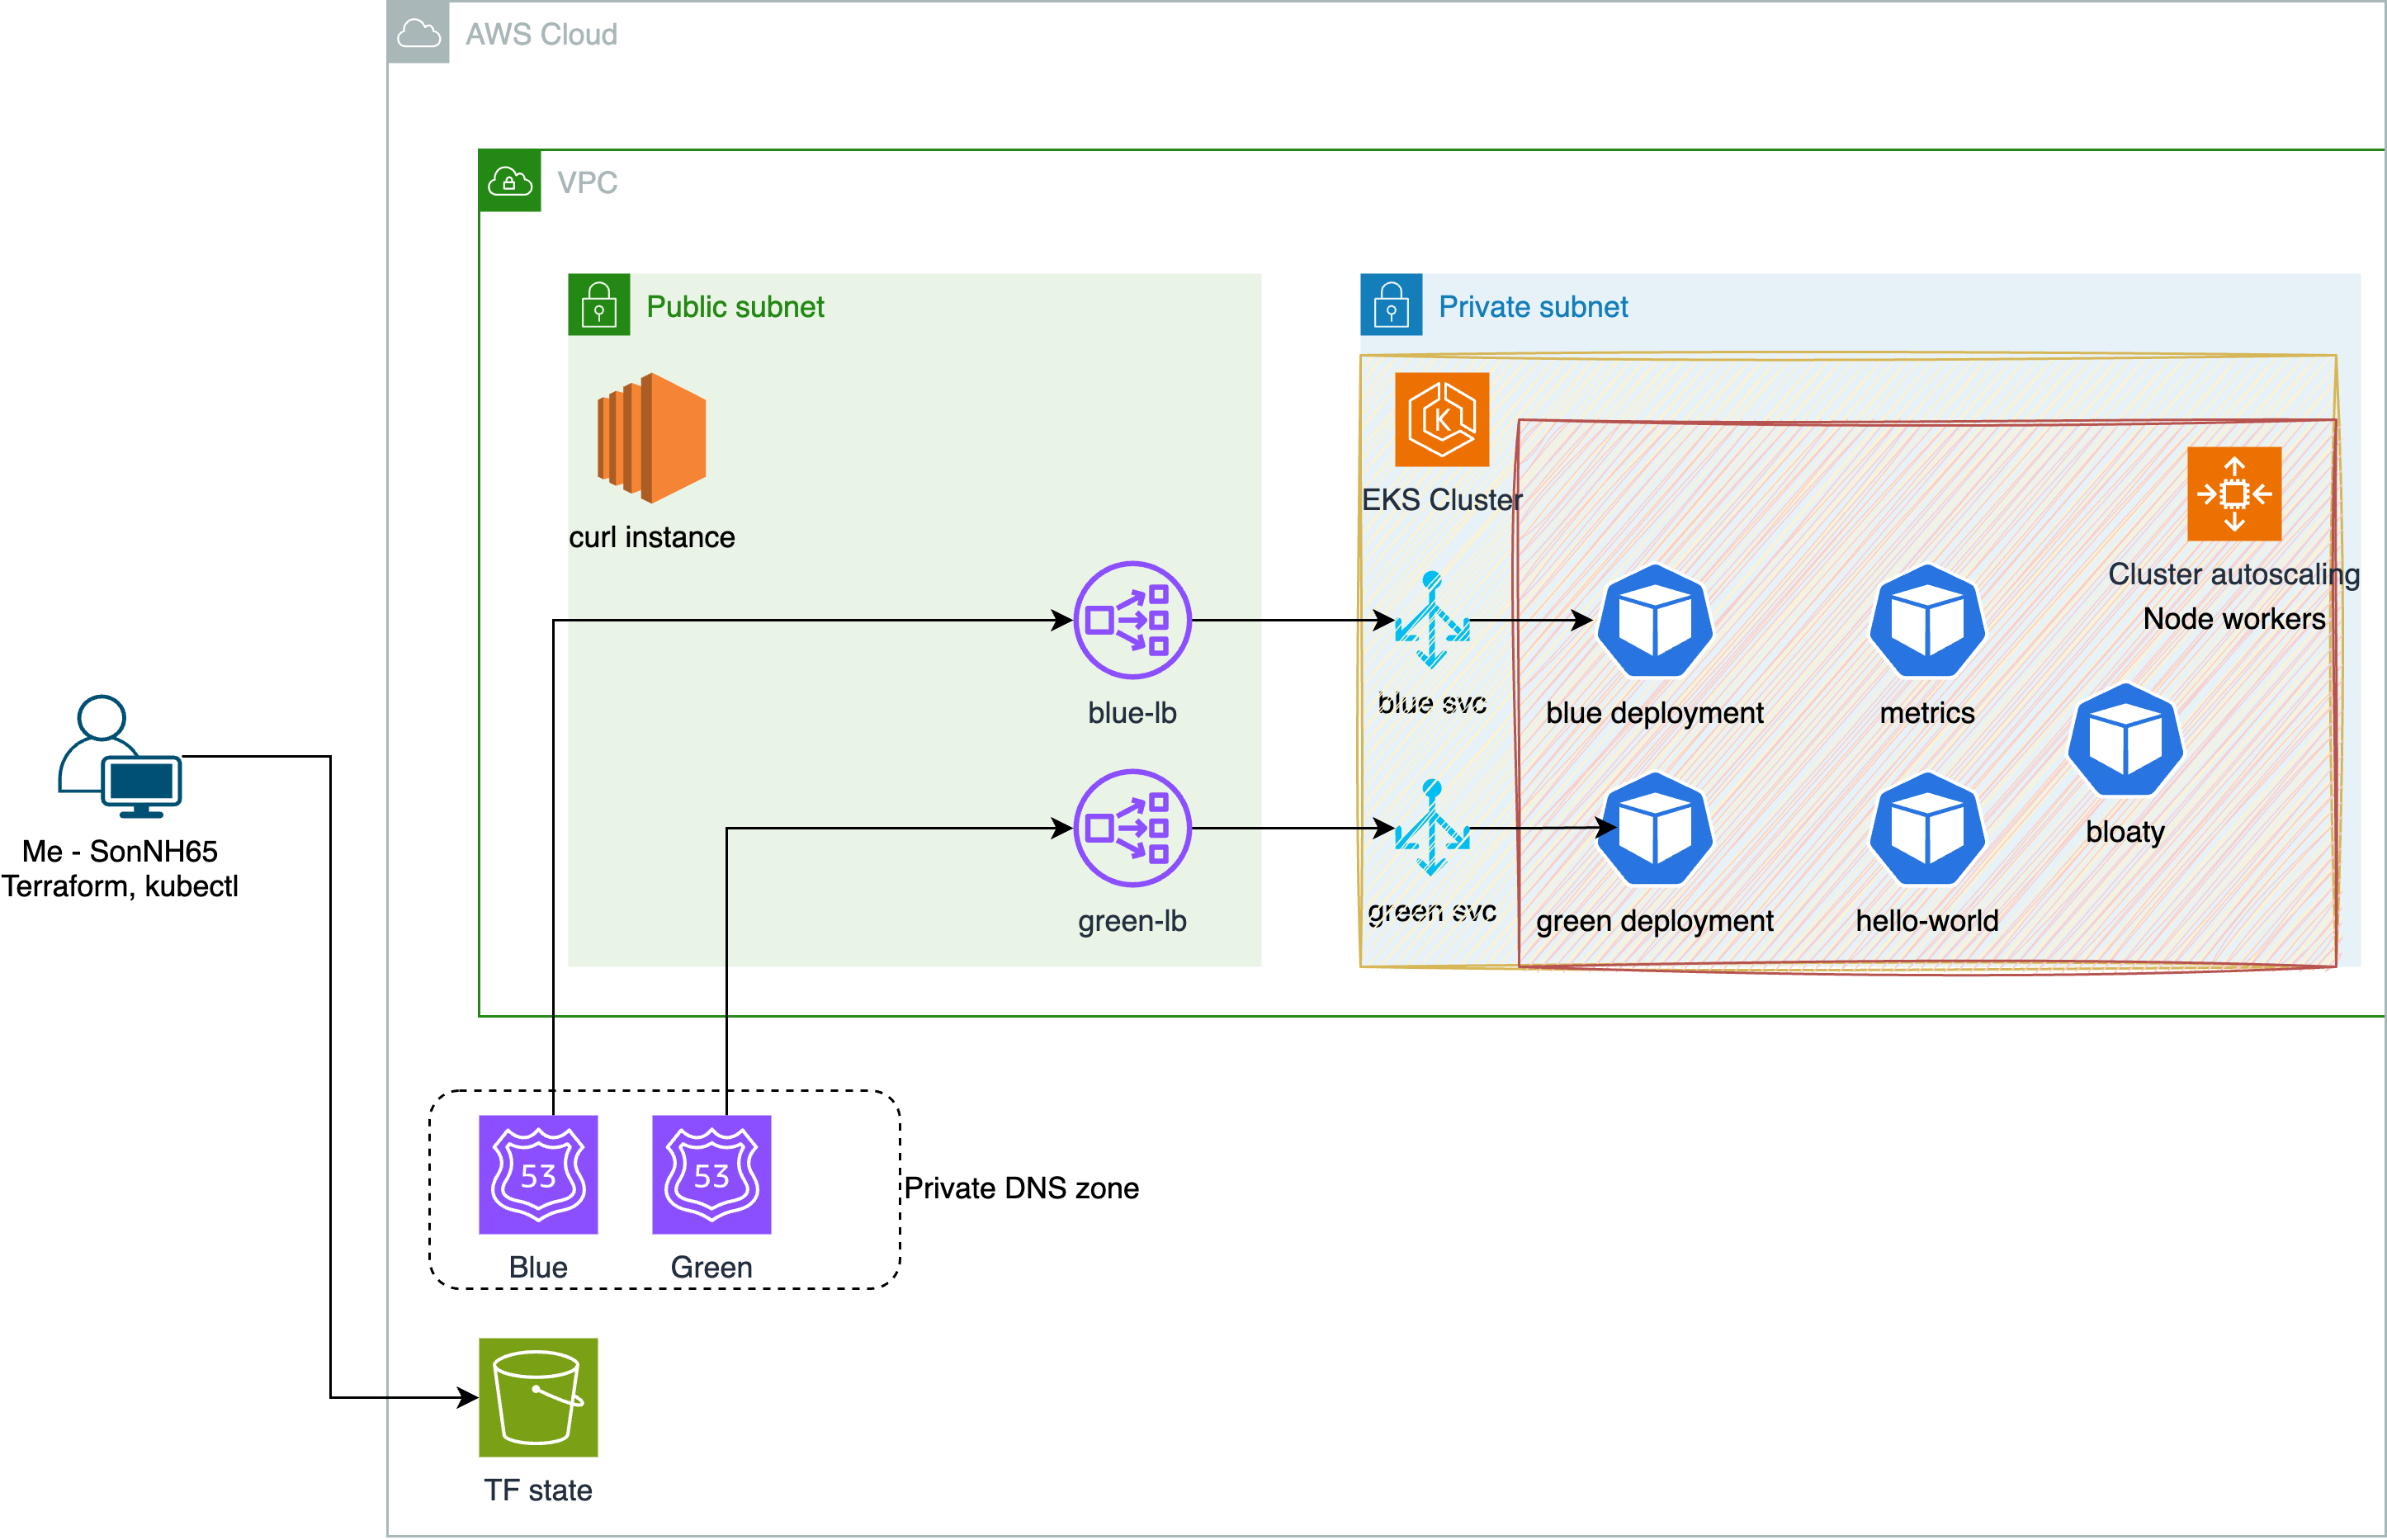 AWS Cloud
VPC
Public subnet
Private subnet
K
EKS Cluster
curl instance
Cluster autoscaling
Node workers
blue-lb
blue svc
blue deployment
metrics
bloaty
Me - SonNH65
Terraform, kubectl
green-lb
green svc
green deployment
hello-world
53
53
Private DNS zone
Blue
Green
TF state